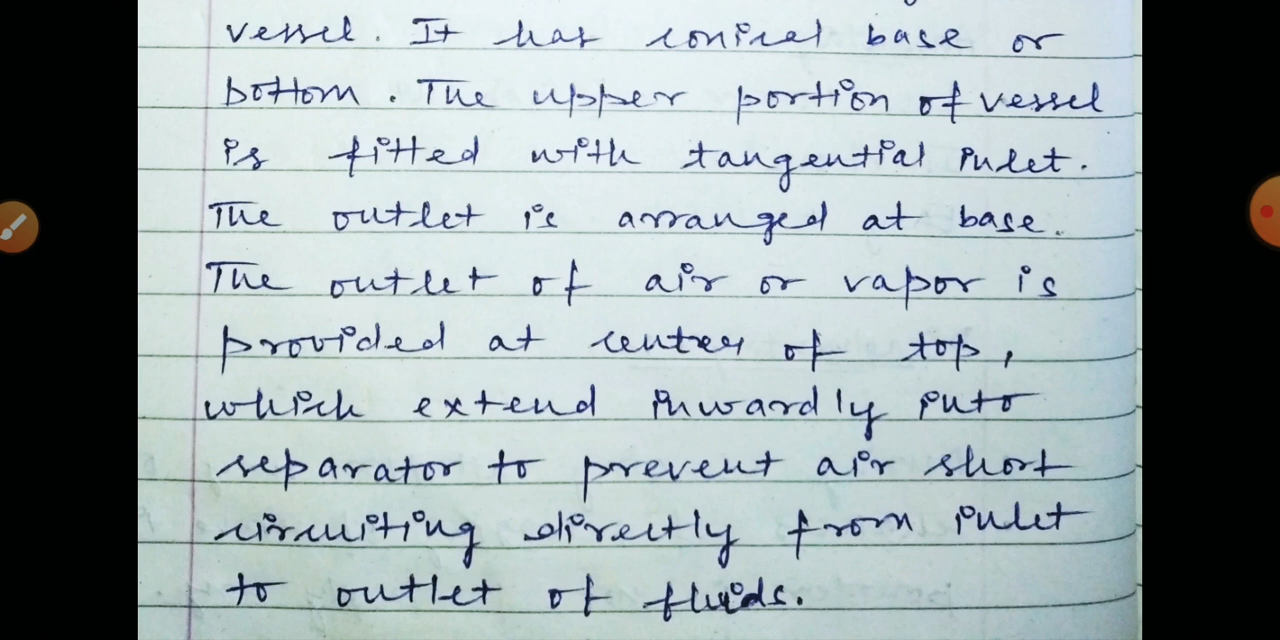 vessel. It has conical base or
bottom. The upper portion of vessel
is fitted with tangential inlet.
The outlet is arranged at base.
The outlet of air or vapor is
provided at center of top,
which extend inwardly into
separator to prevent air short
circuiting directly from inlet
to outlet of fluids.